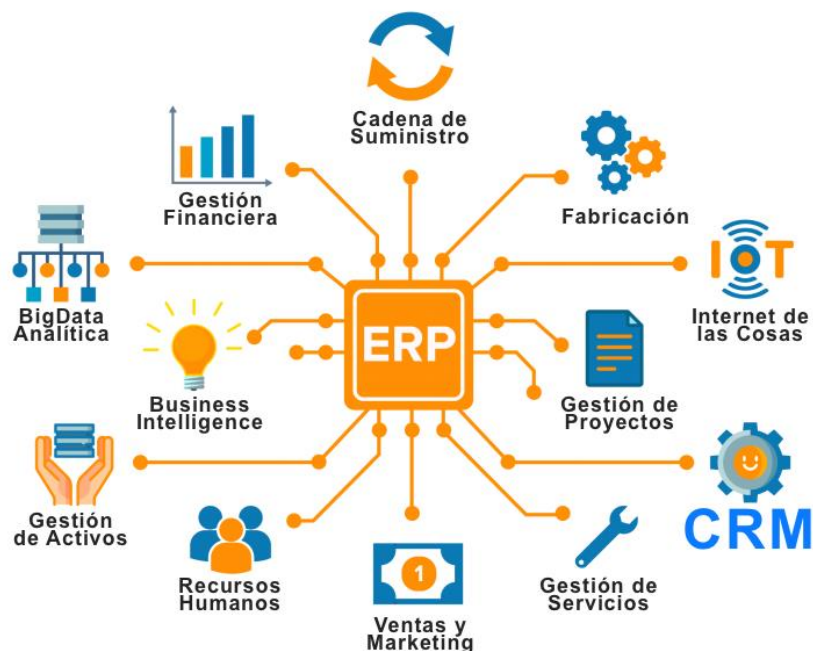 Cadena de
Suministro
Gestión
Financiera
Fabricación
IOT
BigData
Analítica
Internet de
las Cosas
ERP
Business
Intelligence
Gestión de
Proyectos
Gestión
de Activos
CRM
Recursos
Humanos
1
Ventas y
Marketing
Gestión de
Servicios